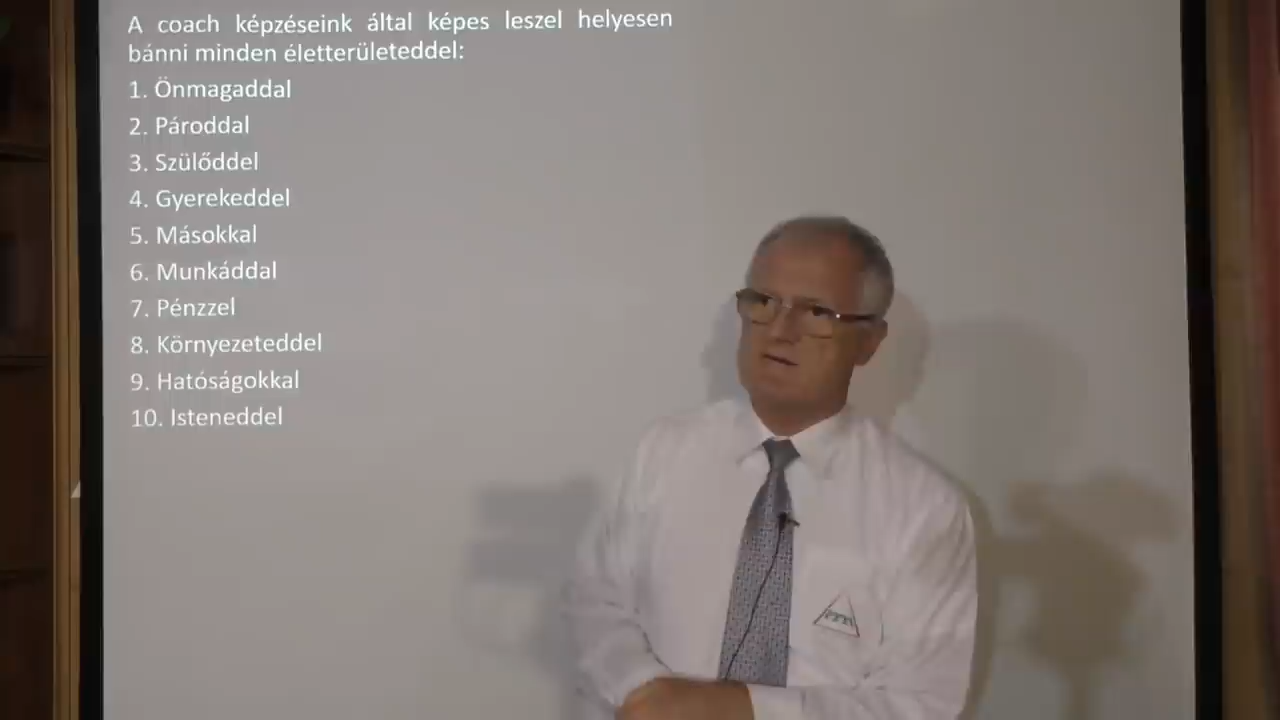 A coach képzéseink által képes leszel helyesen
bánni minden életterületeddel:
1. Önmagaddal
2. Pároddal
3. Szülőddel
4. Gyerekeddel
5. Másokkal
6. Munkáddal
7. Pénzzel
8. Környezeteddel
9. Hatóságokkal
10. Isteneddel